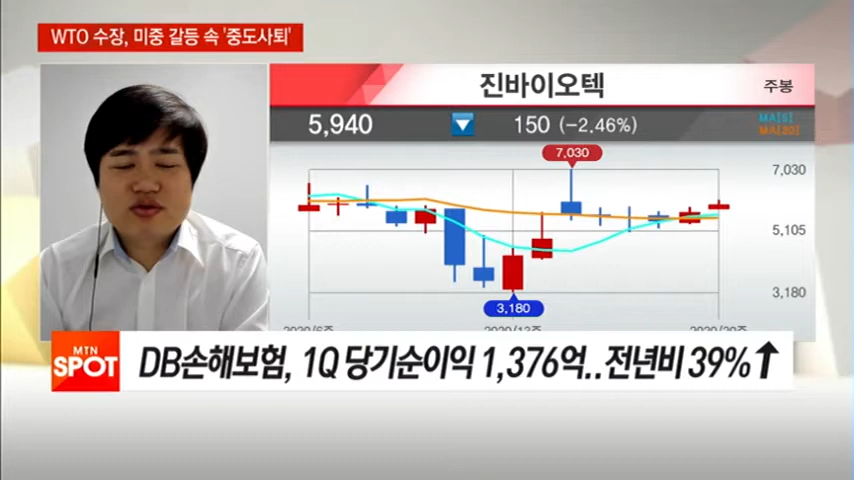 WTO 수장, 미중 갈등 속 '중도사퇴'
진바이오텍
주봉
5,940 ▼ 150 (-2.46%)
MA[5]
MA[20]
7,030
7,030
5,105
3,180
3,180
MTN
SPOT
DB손해보험, 1Q 당기순이익 1,376억..전년비 39%↑